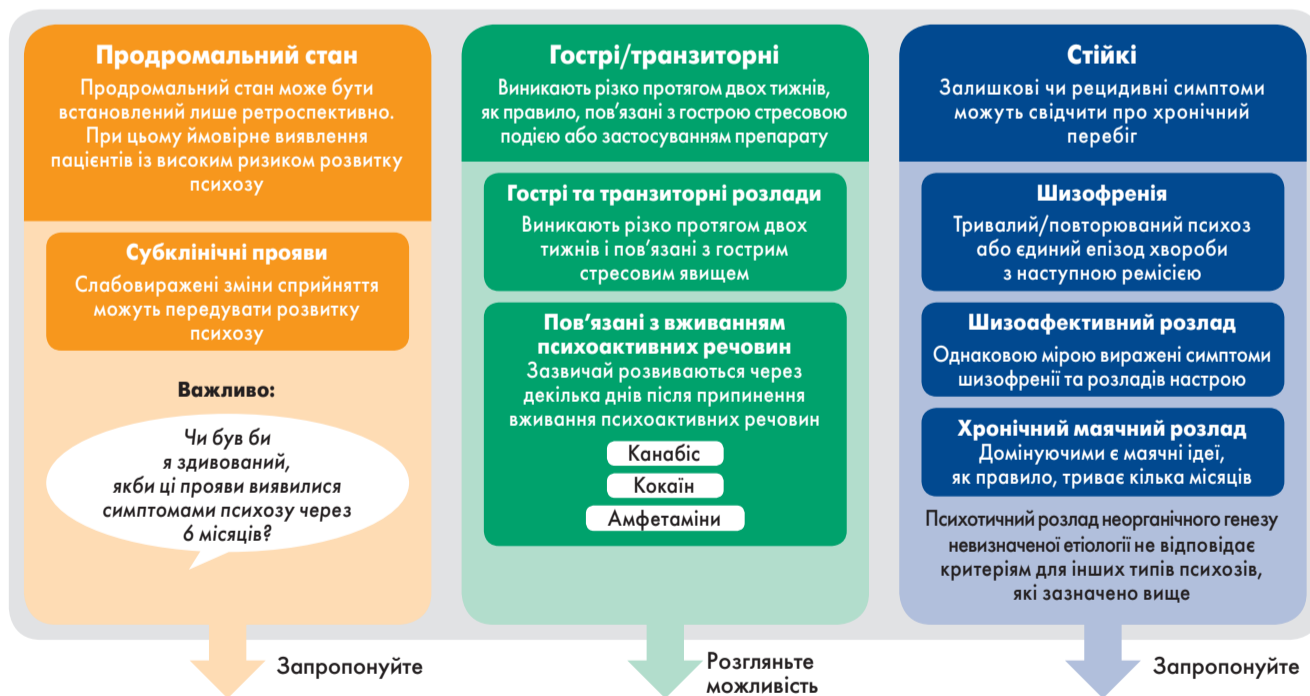 Продромальний стан
Продромальний стан може бути
встановлений лише ретроспективно.
При цьому ймовірне виявлення
пацієнтів із високим ризиком розвитку
психозу
Субклінічні прояви
Слабовиражені зміни сприйняття
можуть передувати розвитку
психозу
Важливо:
Чи був би
я здивований,
якби ці прояви виявилися
симптомами психозу через
6 місяців?
Запропонуйте
Гострі/транзиторні
Виникають різко протягом двох тижнів,
як правило, пов’язані з гострою стресовою
подією або застосуванням препарату
Гострі та транзиторні розлади
Виникають різко протягом двох
тижнів і пов’язані з гострим
стресовим явищем
Пов’язані з вживанням
психоактивних речовин
Зазвичай розвиваються через
декілька днів після припинення
вживання психоактивних речовин
Канабіс
Кокаїн
Амфетаміни
Розгляньте
можливість
Стійкі
Залишкові чи рецидивні симптоми
можуть свідчити про хронічний
перебіг
Шизофренія
Тривалий/повторюваний психоз
або єдиний епізод хвороби
з наступною ремісією
Шизоафективний розлад
Однаковою мірою виражені симптоми
шизофренії та розладів настрою
Хронічний маячний розлад
Домінуючими є маячні ідеї,
як правило, триває кілька місяців
Психотичний розлад неорганічного генезу
невизначеної етіології не відповідає
критеріям для інших типів психозів,
які зазначено вище
Запропонуйте